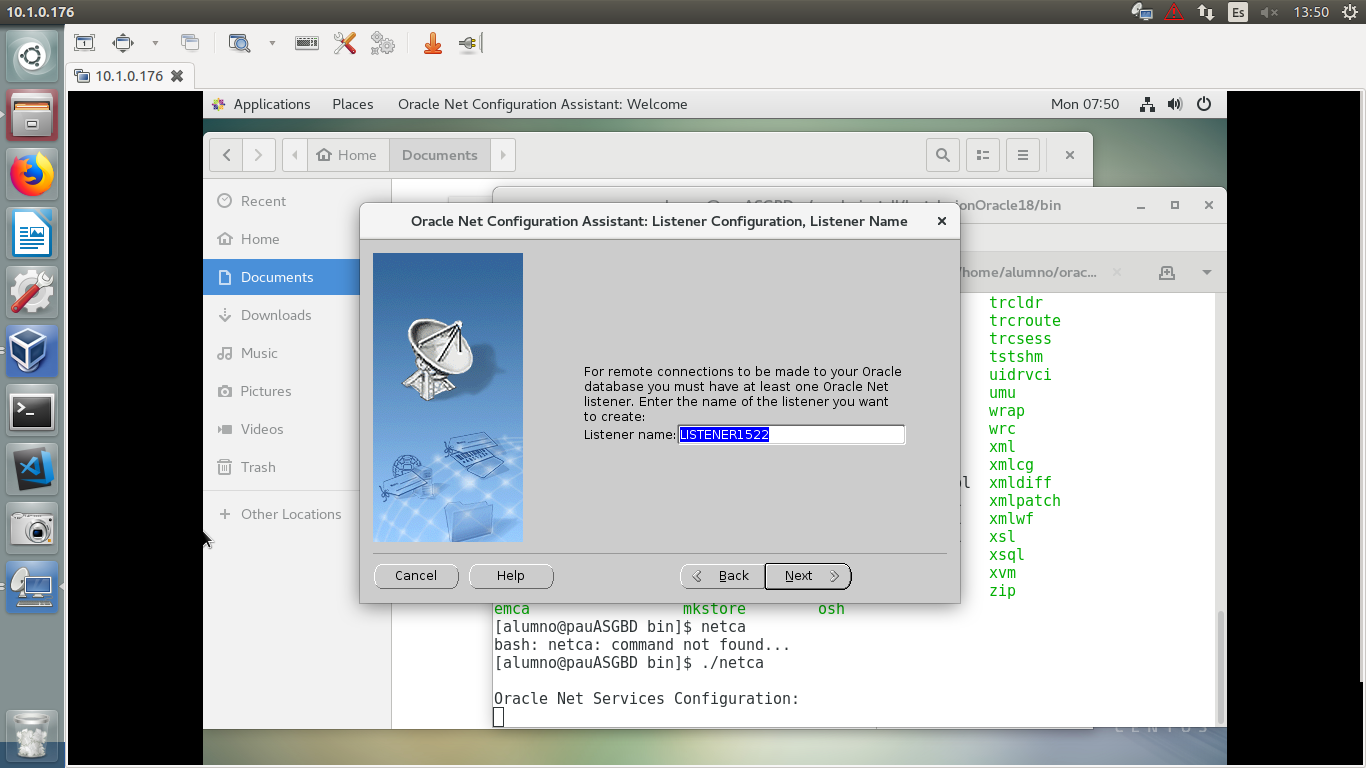 10.1.0.176
Es
13:50
10.1.0.176
Applications Places Oracle Net Configuration Assistant: Welcome Mon 07:50
Home Documents
Recent
Home
Documents
Downloads
Music
Pictures
Videos
Trash
Other Locations
ionOracle18/bin
/home/alumno/orac...
Oracle Net Configuration Assistant: Listener Configuration, Listener Name
For remote connections to be made to your Oracle
database you must have at least one Oracle Net
listener. Enter the name of the listener you want
to create:
Listener name: LISTENER1522
Cancel Help Back Next
trcldr
trcroute
trcsess
tstshm
uidrvci
umu
wrap
wrc
xml
xmlcg
xmldiff
xmlpatch
xmlwf
xsl
xsql
xvm
zip
emca mkstore osh
[alumno@pauASGBD bin]$ netca
bash: netca: command not found...
[alumno@pauASGBD bin]$ ./netca
Oracle Net Services Configuration:
CENTOS